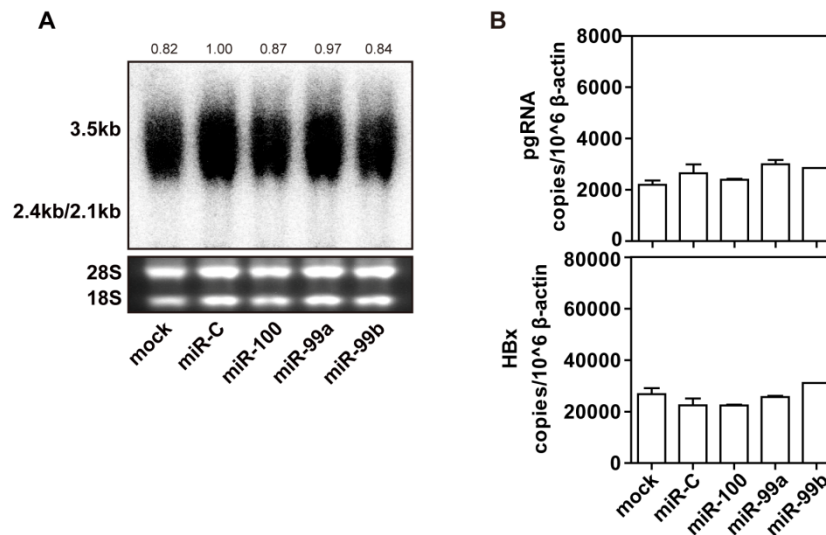 A
0.82 1.00 0.87 0.97 0.84
3.5kb
2.4kb/2.1kb
28S
18S
mock miR-C miR-100 miR-99a miR-99b
B
pgRNA
copies/10^6 β-actin
8000
6000
4000
2000
0
HBx
copies/10^6 β-actin
80000
60000
40000
20000
0
mock miR-C miR-100 miR-99a miR-99b